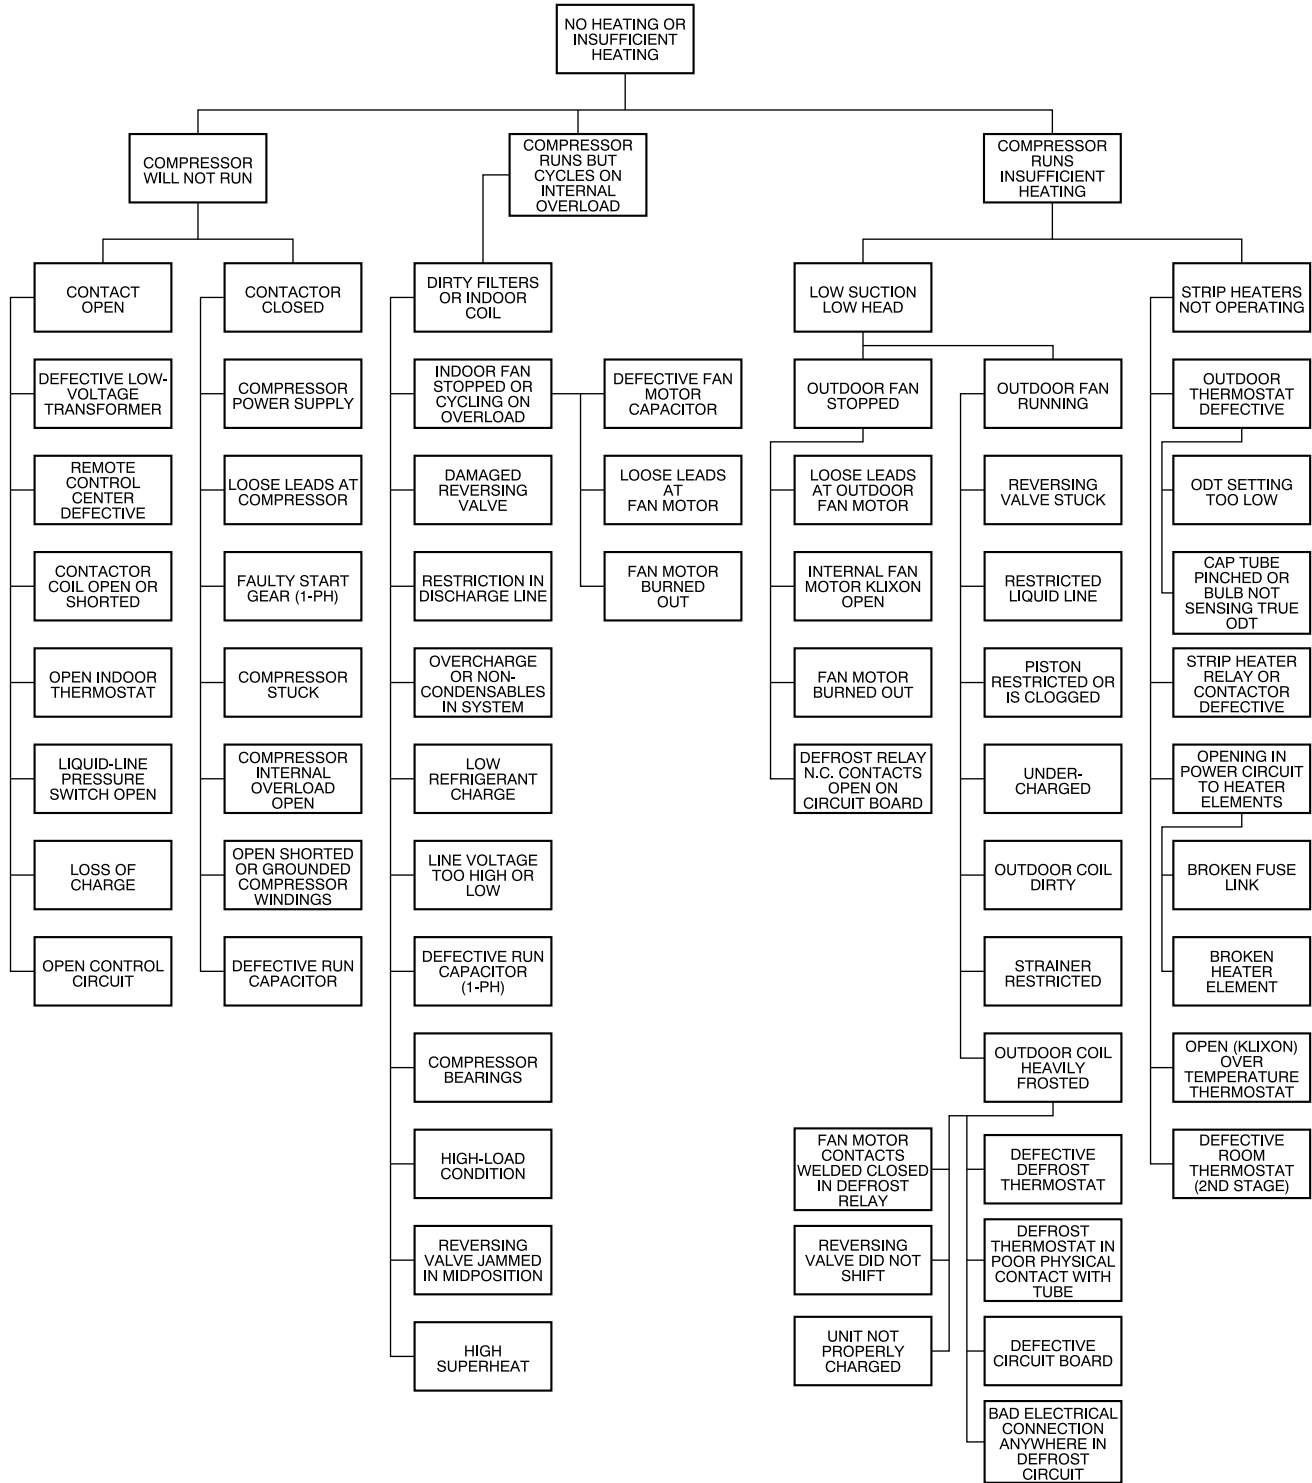 NO HEATING OR
INSUFFICIENT
HEATING
COMPRESSOR
WILL NOT RUN
COMPRESSOR
RUNS BUT
CYCLES ON
INTERNAL
OVERLOAD
COMPRESSOR
RUNS
INSUFFICIENT
HEATING
CONTACT
OPEN
DEFECTIVE LOW-
VOLTAGE
TRANSFORMER
REMOTE
CONTROL
CENTER
DEFECTIVE
CONTACTOR
COIL OPEN OR
SHORTED
OPEN INDOOR
THERMOSTAT
LIQUID-LINE
PRESSURE
SWITCH OPEN
LOSS OF
CHARGE
OPEN CONTROL
CIRCUIT
CONTACTOR
CLOSED
COMPRESSOR
POWER SUPPLY
LOOSE LEADS AT
COMPRESSOR
FAULTY START
GEAR (1-PH)
COMPRESSOR
STUCK
COMPRESSOR
INTERNAL
OVERLOAD
OPEN
OPEN SHORTED
OR GROUNDED
COMPRESSOR
WINDINGS
DEFECTIVE RUN
CAPACITOR
DIRTY FILTERS
OR INDOOR
COIL
INDOOR FAN
STOPPED OR
CYCLING ON
OVERLOAD
DAMAGED
REVERSING
VALVE
RESTRICTION IN
DISCHARGE LINE
OVERCHARGE
OR NON-
CONDENSABLES
IN SYSTEM
LOW
REFRIGERANT
CHARGE
LINE VOLTAGE
TOO HIGH OR
LOW
DEFECTIVE RUN
CAPACITOR
(1-PH)
COMPRESSOR
BEARINGS
HIGH-LOAD
CONDITION
REVERSING
VALVE JAMMED
IN MIDPOSITION
HIGH
SUPERHEAT
DEFECTIVE FAN
MOTOR
CAPACITOR
LOOSE LEADS
AT
FAN MOTOR
FAN MOTOR
BURNED
OUT
LOW SUCTION
LOW HEAD
OUTDOOR FAN
STOPPED
LOOSE LEADS
AT OUTDOOR
FAN MOTOR
INTERNAL FAN
MOTOR KLIXON
OPEN
FAN MOTOR
BURNED OUT
DEFROST RELAY
N.C. CONTACTS
OPEN ON
CIRCUIT BOARD
OUTDOOR FAN
RUNNING
REVERSING
VALVE STUCK
RESTRICTED
LIQUID LINE
PISTON
RESTRICTED OR
IS CLOGGED
UNDER-
CHARGED
OUTDOOR COIL
DIRTY
STRAINER
RESTRICTED
OUTDOOR COIL
HEAVILY
FROSTED
FAN MOTOR
CONTACTS
WELDED CLOSED
IN DEFROST
RELAY
REVERSING
VALVE DID NOT
SHIFT
UNIT NOT
PROPERLY
CHARGED
DEFECTIVE
DEFROST
THERMOSTAT
DEFROST
THERMOSTAT IN
POOR PHYSICAL
CONTACT WITH
TUBE
DEFECTIVE
CIRCUIT BOARD
BAD ELECTRICAL
CONNECTION
ANYWHERE IN
DEFROST
CIRCUIT
STRIP HEATERS
NOT OPERATING
OUTDOOR
THERMOSTAT
DEFECTIVE
ODT SETTING
TOO LOW
CAP TUBE
PINCHED OR
BULB NOT
SENSING TRUE
ODT
STRIP HEATER
RELAY OR
CONTACTOR
DEFECTIVE
OPENING IN
POWER CIRCUIT
TO HEATER
ELEMENTS
BROKEN FUSE
LINK
BROKEN
HEATER
ELEMENT
OPEN (KLIXON)
OVER
TEMPERATURE
THERMOSTAT
DEFECTIVE
ROOM
THERMOSTAT
(2ND STAGE)